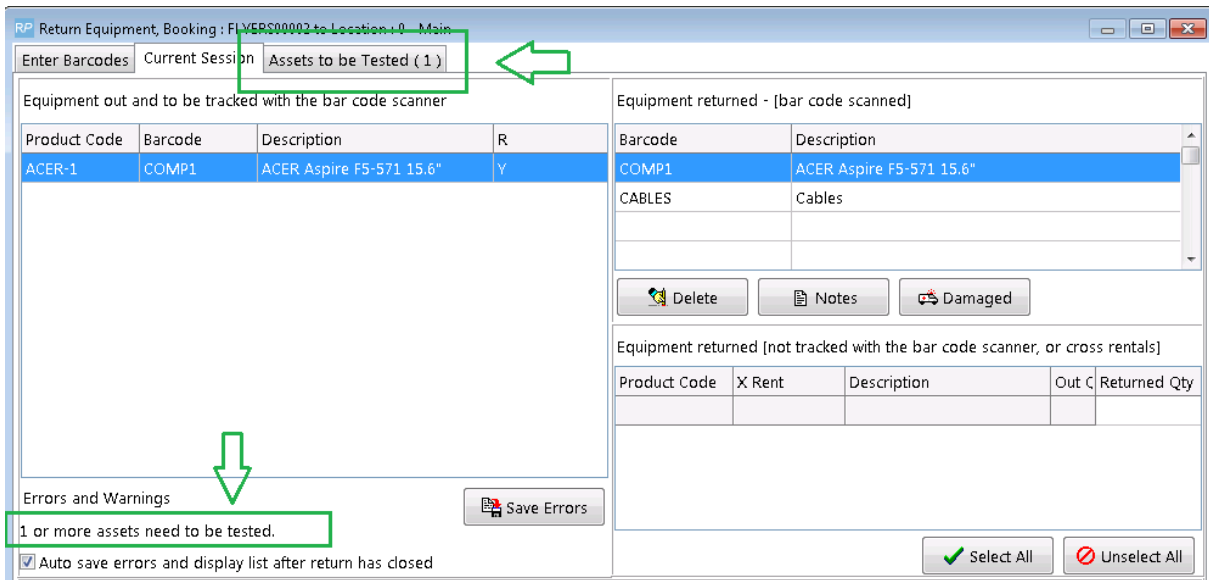 RP Return Equipment, Booking : FLYERS00002 to Location : 0 - Main
Enter Barcodes Current Session Assets to be Tested ( 1 )
Equipment out and to be tracked with the bar code scanner
Product Code Barcode Description R
ACER-1 COMP1 ACER Aspire F5-571 15.6" Y
Errors and Warnings
Save Errors
1 or more assets need to be tested.
Auto save errors and display list after return has closed
Equipment returned - [bar code scanned]
Barcode Description
COMP1 ACER Aspire F5-571 15.6"
CABLES Cables
Delete Notes Damaged
Equipment returned [not tracked with the bar code scanner, or cross rentals]
Product Code X Rent Description Out Returned Qty
Select All Unselect All